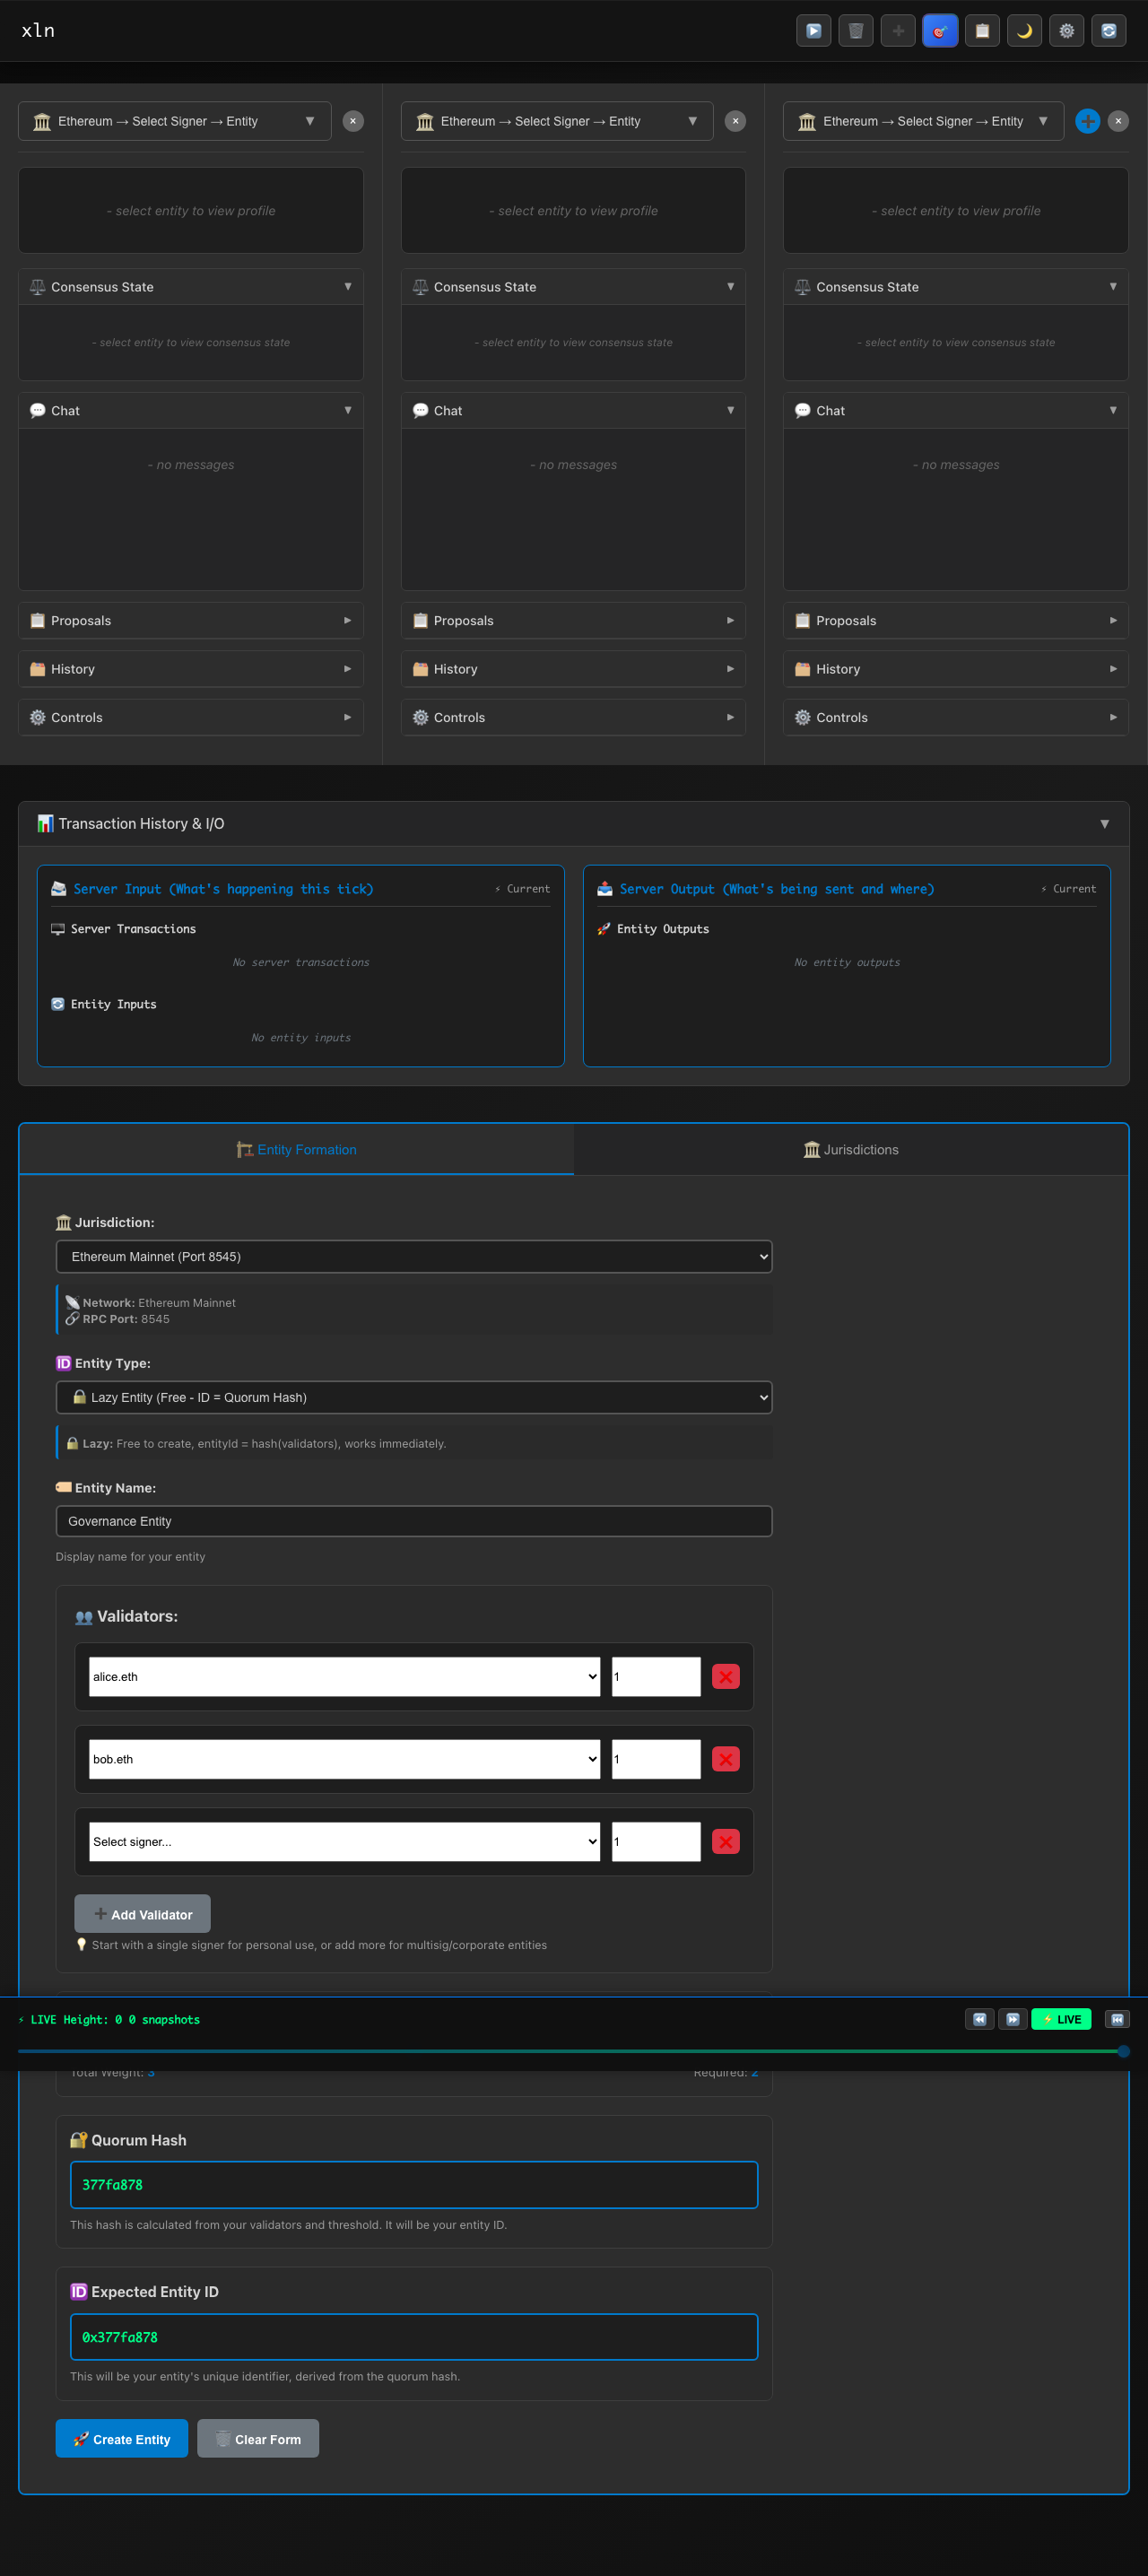 xln
Ethereum → Select Signer → Entity ▼ ×
- select entity to view profile
Consensus State ▼
- select entity to view consensus state
Chat ▼
- no messages
Proposals ►
History ►
Controls ►
Ethereum → Select Signer → Entity ▼ ×
- select entity to view profile
Consensus State ▼
- select entity to view consensus state
Chat ▼
- no messages
Proposals ►
History ►
Controls ►
Ethereum → Select Signer → Entity ▼ ×
- select entity to view profile
Consensus State ▼
- select entity to view consensus state
Chat ▼
- no messages
Proposals ►
History ►
Controls ►
Transaction History & I/O ▼
Server Input (What's happening this tick) ⚡ Current
Server Transactions
No server transactions
Entity Inputs
No entity inputs
Server Output (What's being sent and where) ⚡ Current
Entity Outputs
No entity outputs
Entity Formation
Jurisdictions
Jurisdiction:
Ethereum Mainnet (Port 8545)
Network: Ethereum Mainnet
RPC Port: 8545
Entity Type:
Lazy Entity (Free - ID = Quorum Hash)
Lazy: Free to create, entityId = hash(validators), works immediately.
Entity Name:
Governance Entity
Display name for your entity
Validators:
alice.eth 1
bob.eth 1
Select signer... 1
Add Validator
Start with a single signer for personal use, or add more for multisig/corporate entities
⚡ LIVE Height: 0 0 snapshots
⚡ LIVE
Total Weight: 3 Required: 2
Quorum Hash
377fa878
This hash is calculated from your validators and threshold. It will be your entity ID.
Expected Entity ID
0x377fa878
This will be your entity's unique identifier, derived from the quorum hash.
Create Entity
Clear Form